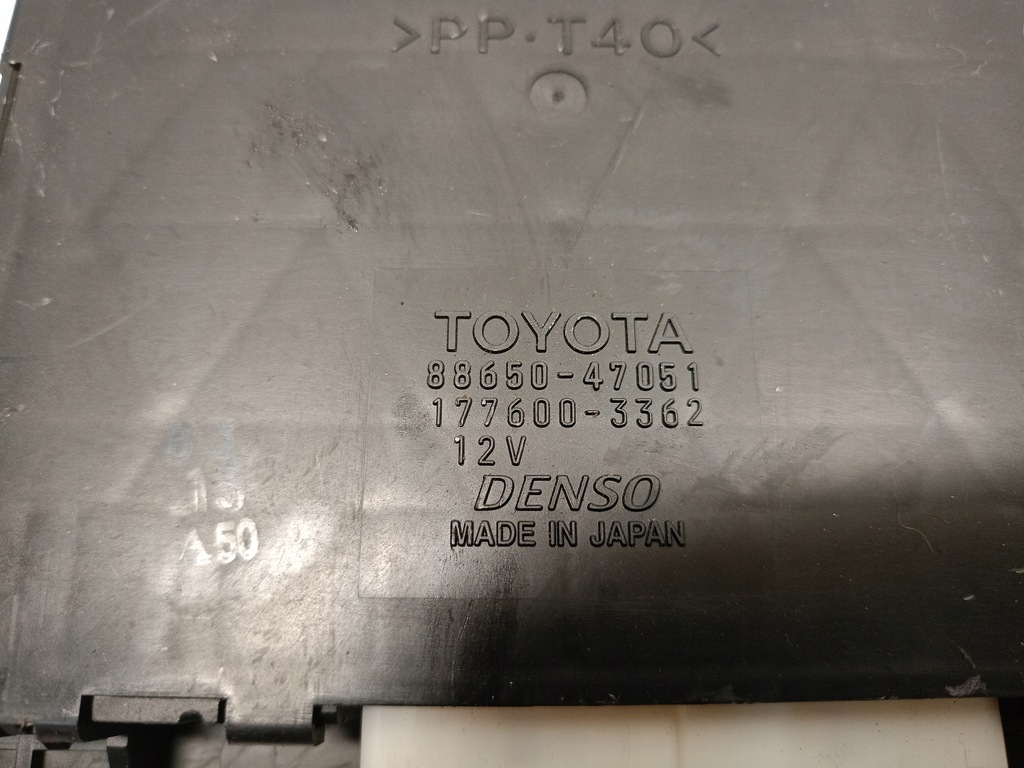 >PP·T40<
TOYOTA
88650-47051
177600-3362
12V
DENSO
MADE IN JAPAN
A50